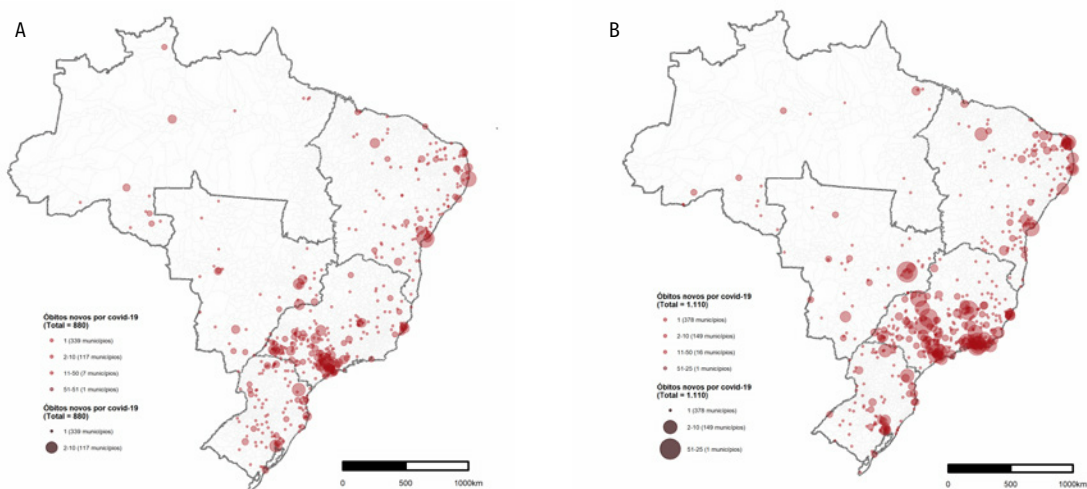 A
Óbitos novos por covid-19
(Total = 880)
1 (339 municípios)
2-10 (117 municípios)
11-50 (7 municípios)
51-51 (1 municípios)
Óbitos novos por covid-19
(Total = 880)
1 (339 municípios)
2-10 (117 municípios)
0 500 1000km
B
Óbitos novos por covid-19
(Total = 1.110)
1 (378 municípios)
2-10 (149 municípios)
11-50 (16 municípios)
51-25 (1 municípios)
Óbitos novos por covid-19
(Total = 1.110)
1 (378 municípios)
2-10 (149 municípios)
51-25 (1 municípios)
0 500 1000km